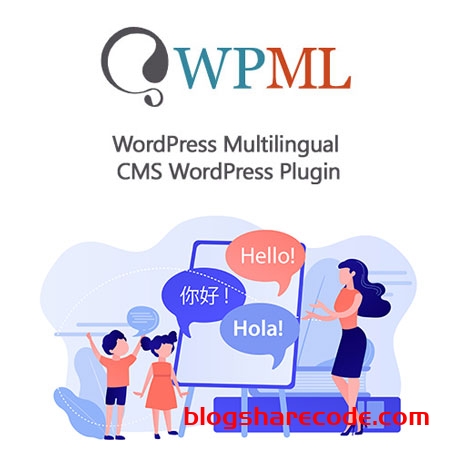 WPML
WordPress Multilingual
CMS WordPress Plugin
Hello!
你好！
Hola!
blogsharecode.com